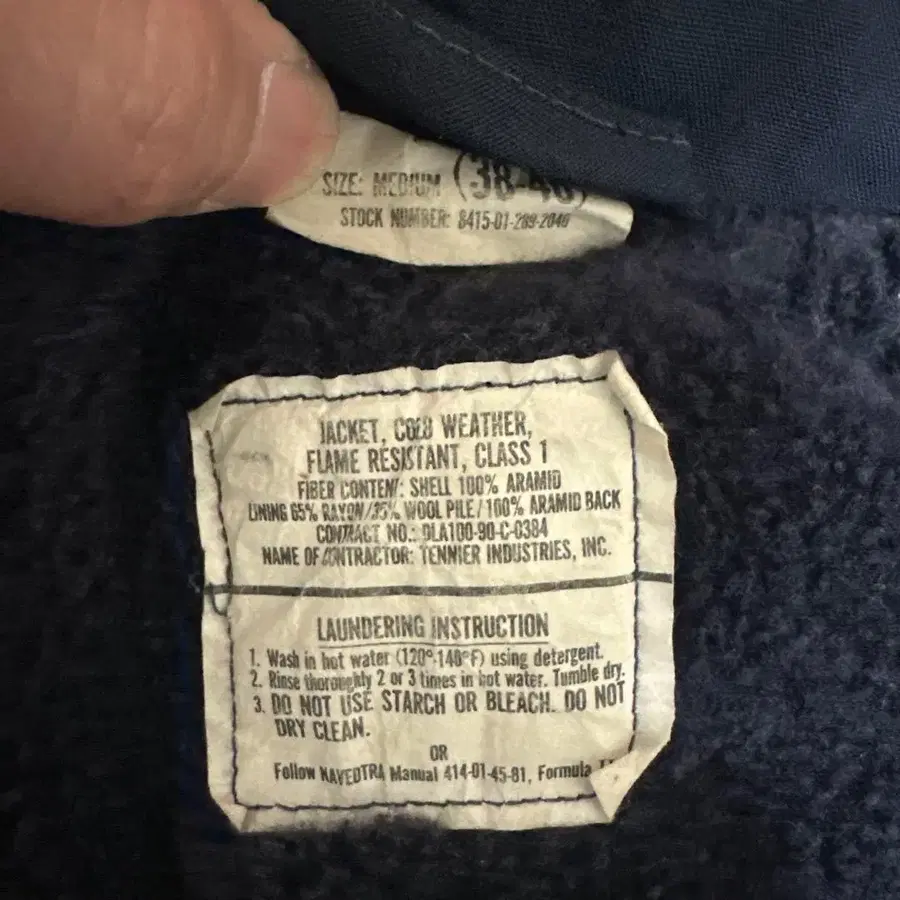 SIZE: MEDIUM (38-40)
STOCK NUMBER: 8415-01-289-2040
JACKET, COLD WEATHER,
FLAME RESISTANT, CLASS 1
FIBER CONTENT: SHELL 100% ARAMID
LINING 65% RAYON/35% WOOL PILE/100% ARAMID BACK
CONTRACT NO.: DLA100-90-C-0384
NAME OF CONTRACTOR: TENNIER INDUSTRIES, INC.
LAUNDERING INSTRUCTION
1. Wash in hot water (120°-140°F) using detergent.
2. Rinse thoroughly 2 or 3 times in hot water. Tumble dry.
3. DO NOT USE STARCH OR BLEACH. DO NOT
DRY CLEAN.
OR
Follow NAVEDTRA Manual 414-01-45-81, Formula